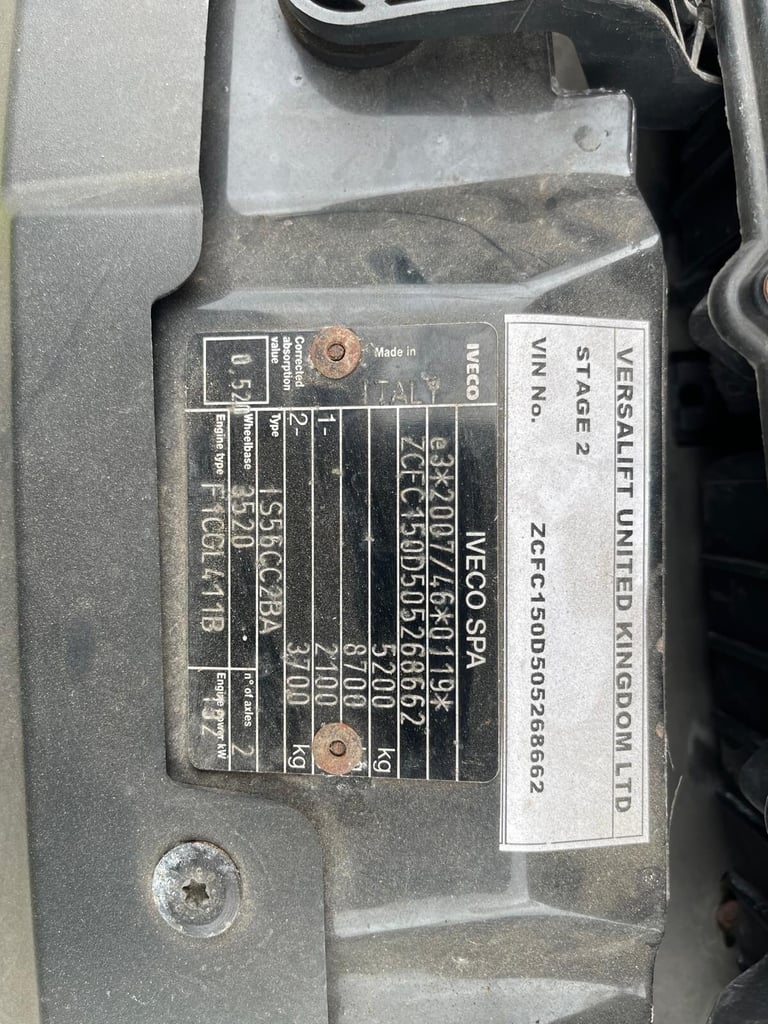 VERSALIFT UNITED KINGDOM LTD
STAGE 2
VIN No. ZCFC150D505268662
IVECO
IVECO SPA
e3*2007/46*0119*
Made in
ITALY
ZCFC150D505268662
5200 kg
8700
1- 2100
2- 3700 kg
Corrected absorption value
0.520
Type IS56CC2BA
Wheelbase 3520
n° of axles 2
Engine type F1CGL411B
Engine power kW 132